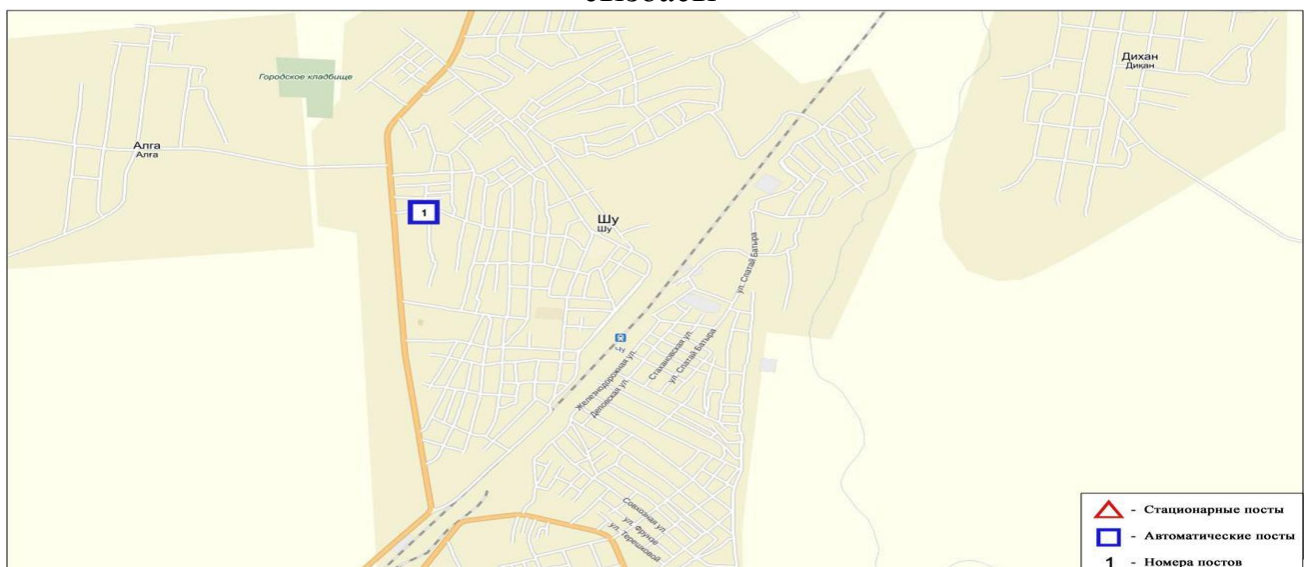 сызбасы
Городское кладбище
Дихан
Дикан
Алга
Алга
1
Шу
Шу
ул. Спатай Батыра
Стахановская ул.
ул. Спатай Батыра
Железнодорожная ул.
Деповская ул.
Совхозная ул.
ул. Фрунзе
ул. Терешковой
- Стационарные посты
- Автоматические посты
1 - Номера постов